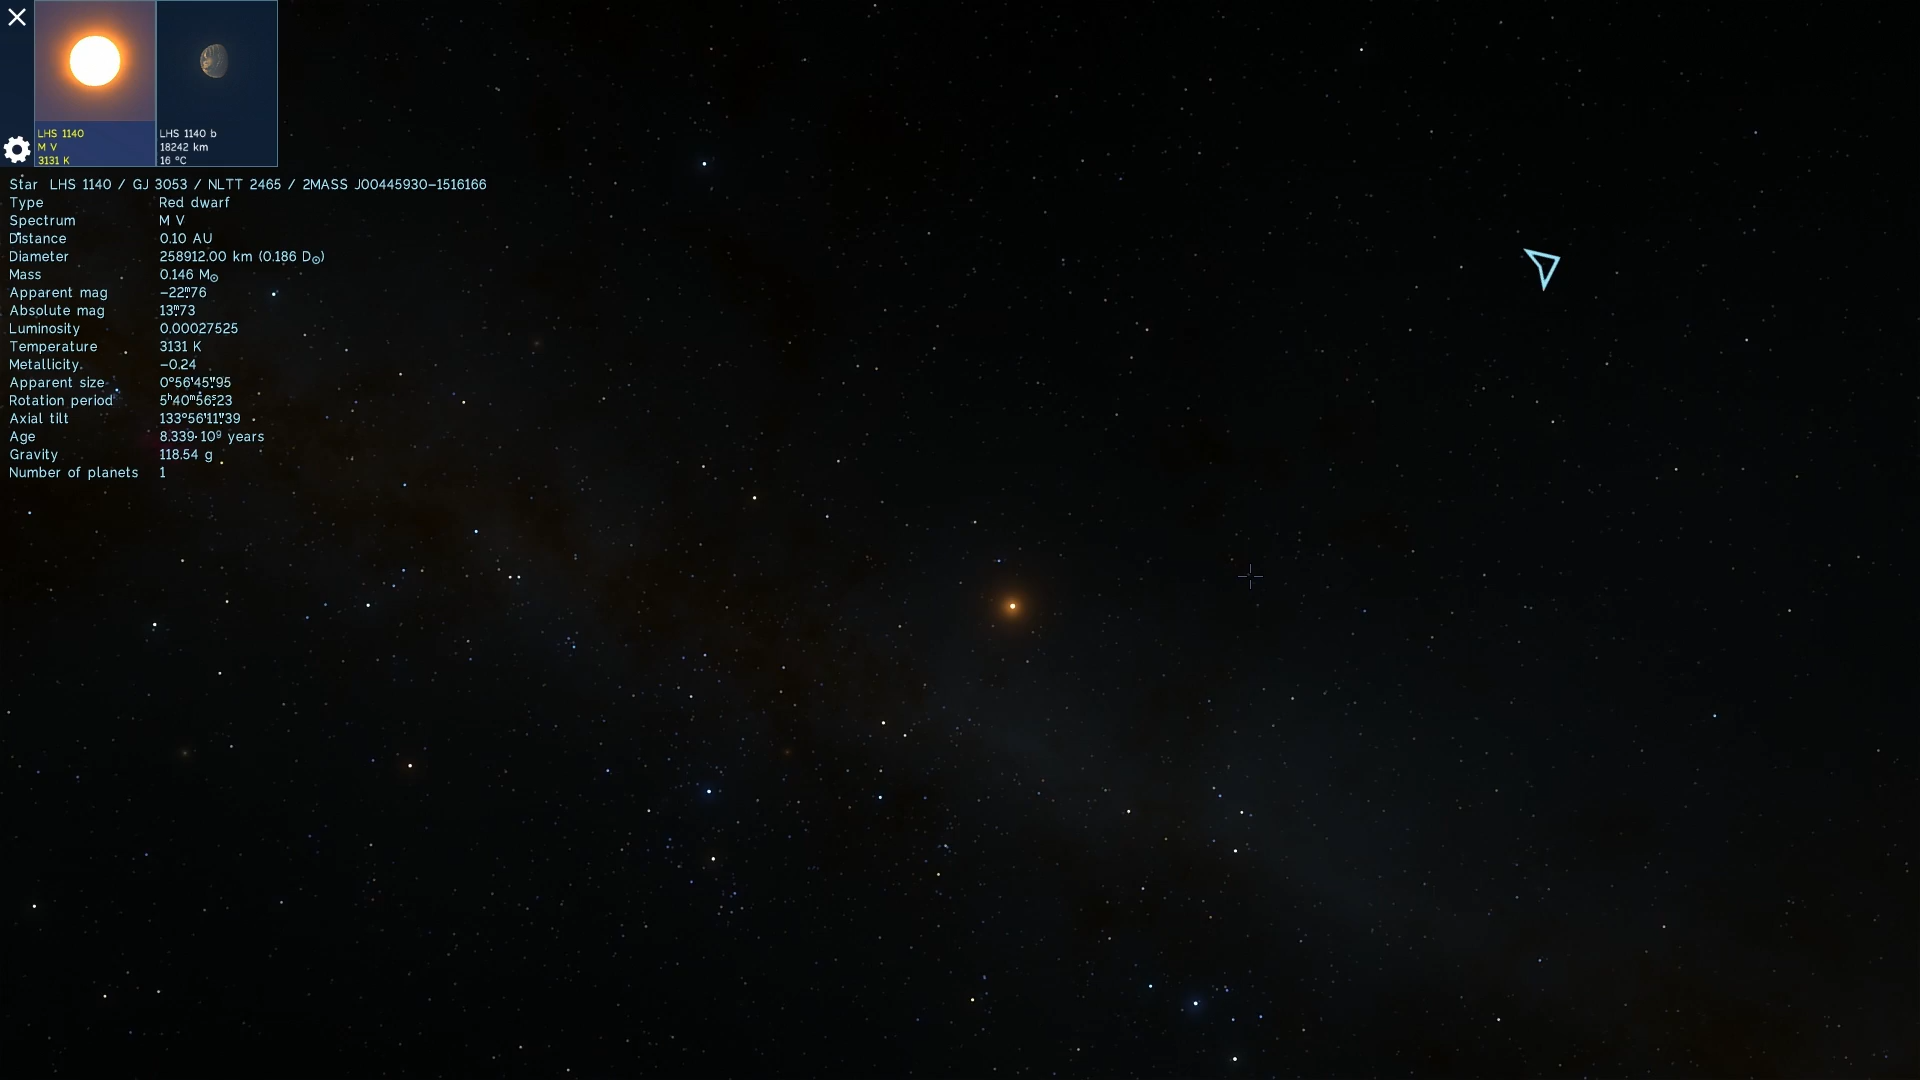 LHS 1140
M V
3131 K
LHS 1140 b
18242 km
16 ºC
Star LHS 1140 / GJ 3053 / NLTT 2465 / 2MASS J00445930-1516166
Type Red dwarf
Spectrum M V
Distance 0.10 AU
Diameter 258912.00 km (0.186 D⊙)
Mass 0.146 M⊙
Apparent mag −22ᵐ.76
Absolute mag 13ᵐ.73
Luminosity 0.00027525
Temperature 3131 K
Metallicity −0.24
Apparent size 0°56'45".95
Rotation period 5ʰ40ᵐ56ˢ.23
Axial tilt 133°56'11".39
Age 8.339·10⁹ years
Gravity 118.54 g
Number of planets 1